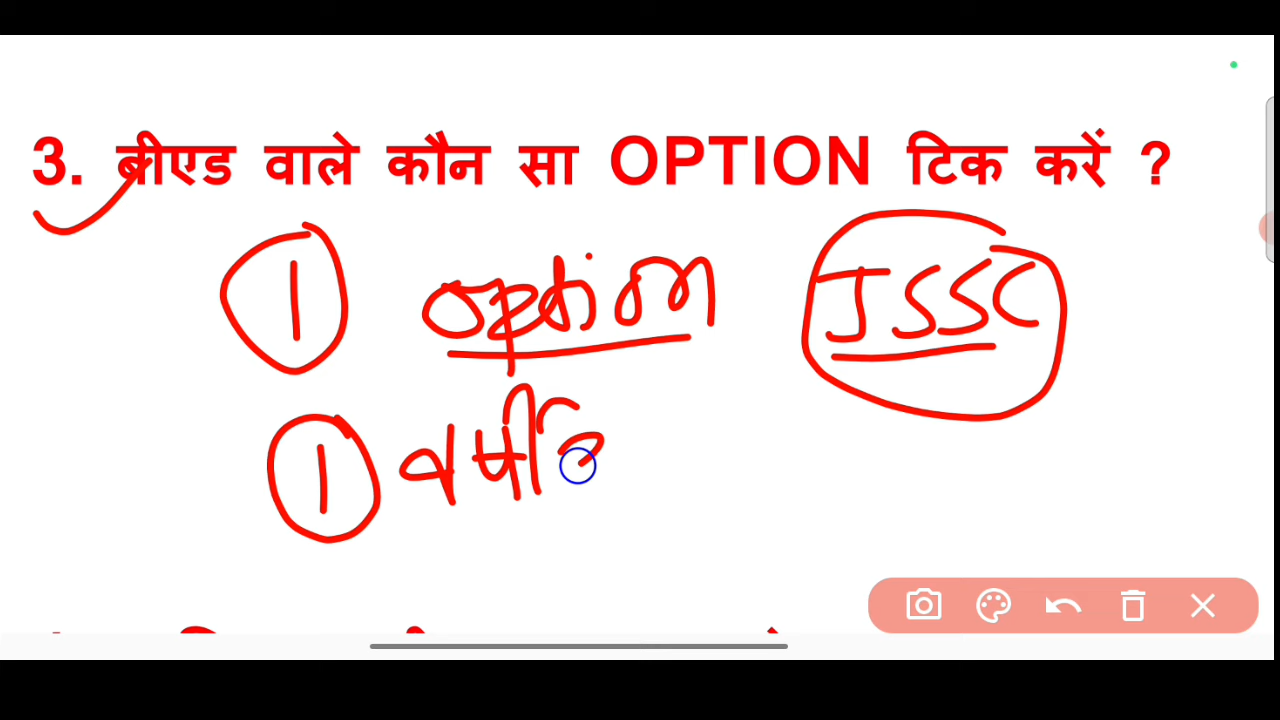 3. बीएड वाले कौन सा OPTION टिक करें ?
1 option JSSC
1